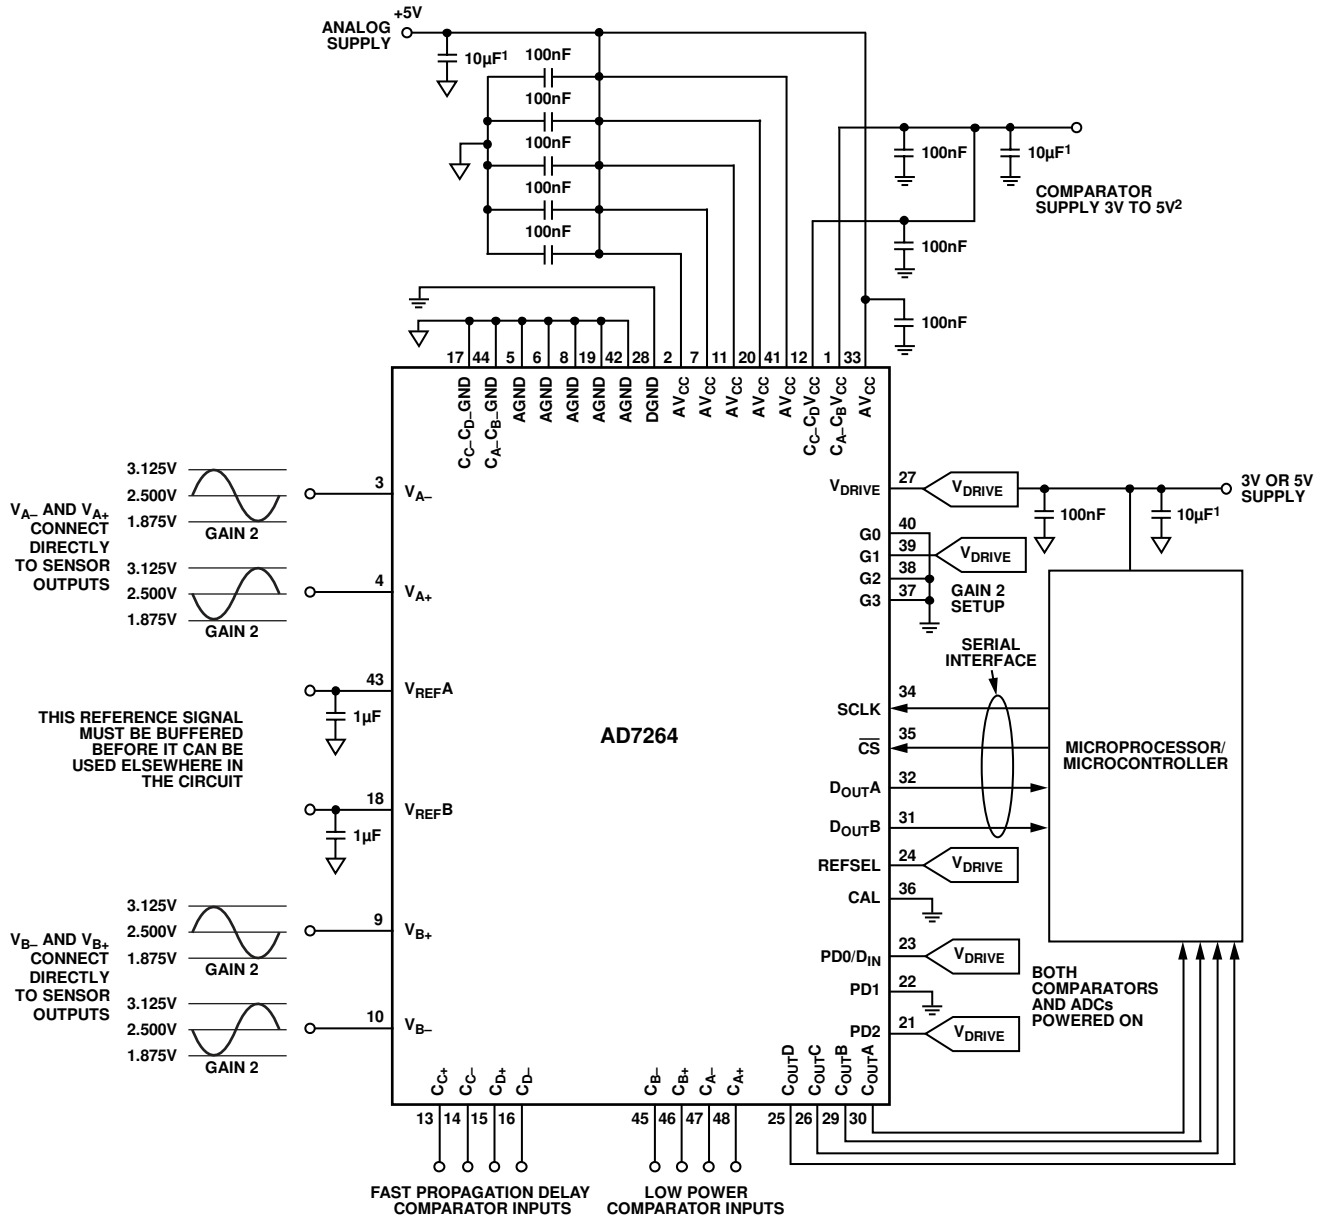 +5V
ANALOG
SUPPLY
10µF1
100nF
100nF
100nF
100nF
100nF
100nF
10µF1
COMPARATOR
SUPPLY 3V TO 5V2
100nF
100nF
17 44 5 6 8 19 42 28 2 7 11 20 41 12 1 33
CC_CD_GND
CA_CB_GND
AGND
AGND
AGND
AGND
AGND
DGND
AVCC
AVCC
AVCC
AVCC
AVCC
CC_CDVCC
CA_CBVCC
AVCC
3.125V
2.500V
1.875V
GAIN 2
3
VA–
VA– AND VA+
CONNECT
DIRECTLY
TO SENSOR
OUTPUTS
3.125V
2.500V
1.875V
GAIN 2
4
VA+
VDRIVE
27
VDRIVE
3V OR 5V
SUPPLY
100nF
10µF1
G0
40
G1
39
VDRIVE
G2
38
G3
37
GAIN 2
SETUP
SERIAL
INTERFACE
43
VREFA
1µF
THIS REFERENCE SIGNAL
MUST BE BUFFERED
BEFORE IT CAN BE
USED ELSEWHERE IN
THE CIRCUIT
18
VREFB
1µF
AD7264
SCLK
34
CS
35
DOUTA
32
DOUTB
31
MICROPROCESSOR/
MICROCONTROLLER
REFSEL
24
VDRIVE
CAL
36
3.125V
2.500V
1.875V
GAIN 2
9
VB+
VB– AND VB+
CONNECT
DIRECTLY
TO SENSOR
OUTPUTS
3.125V
2.500V
1.875V
GAIN 2
10
VB–
PD0/DIN
23
VDRIVE
PD1
22
PD2
21
VDRIVE
BOTH
COMPARATORS
AND ADCs
POWERED ON
CC+
CC–
CD+
CD–
CB–
CB+
CA–
CA+
COUTD
COUTC
COUTB
COUTA
13 14 15 16 45 46 47 48 25 26 29 30
FAST PROPAGATION DELAY
COMPARATOR INPUTS
LOW POWER
COMPARATOR INPUTS